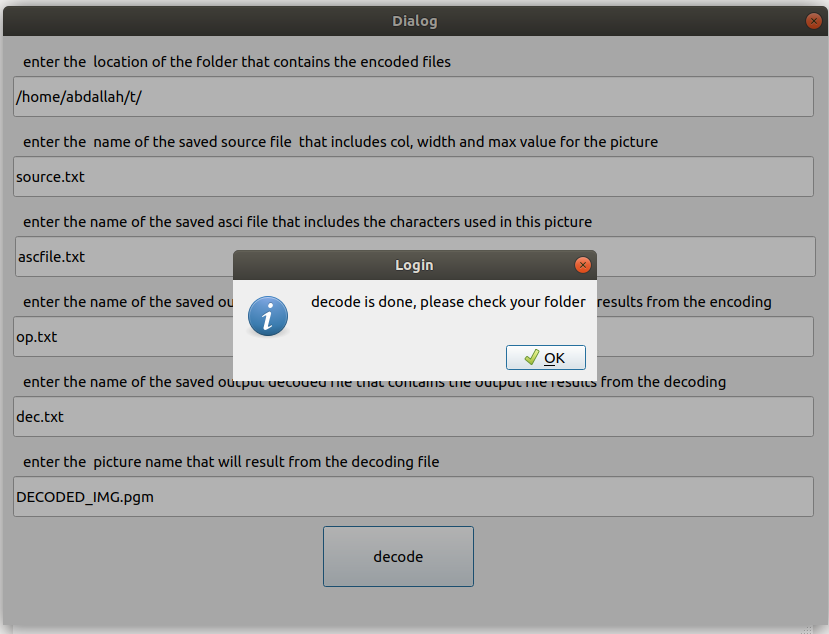 Dialog
enter the  location of the folder that contains the encoded files
/home/abdallah/t/
enter the  name of the saved source file  that includes col, width and max value for the picture
source.txt
enter the name of the saved asci file that includes the characters used in this picture
ascfile.txt
Login
decode is done, please check your folder
OK
enter the name of the saved ou
results from the encoding
op.txt
enter the name of the saved output decoded file that contains the output file results from the decoding
dec.txt
enter the  picture name that will result from the decoding file
DECODED_IMG.pgm
decode